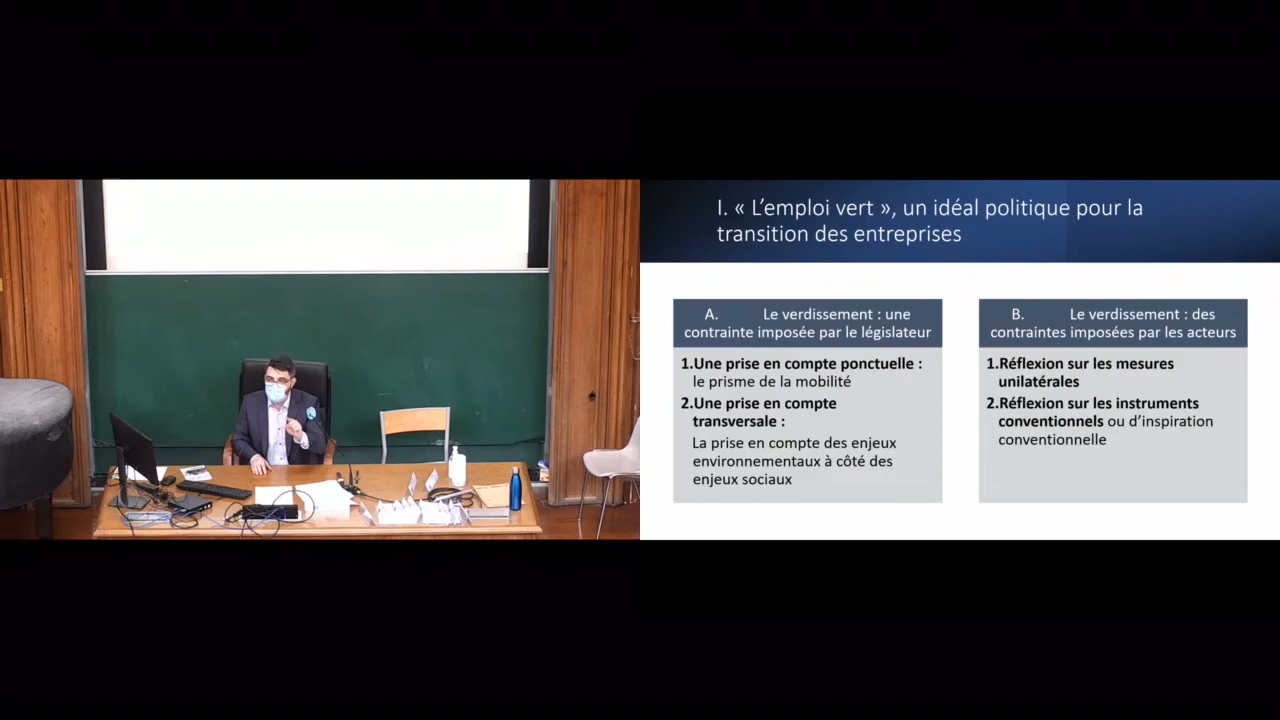 I. « L’emploi vert », un idéal politique pour la
transition des entreprises
A. Le verdissement : une
contrainte imposée par le législateur
1.Une prise en compte ponctuelle :
le prisme de la mobilité
2.Une prise en compte
transversale :
La prise en compte des enjeux
environnementaux à côté des
enjeux sociaux
B. Le verdissement : des
contraintes imposées par les acteurs
1.Réflexion sur les mesures
unilatérales
2.Réflexion sur les instruments
conventionnels ou d’inspiration
conventionnelle